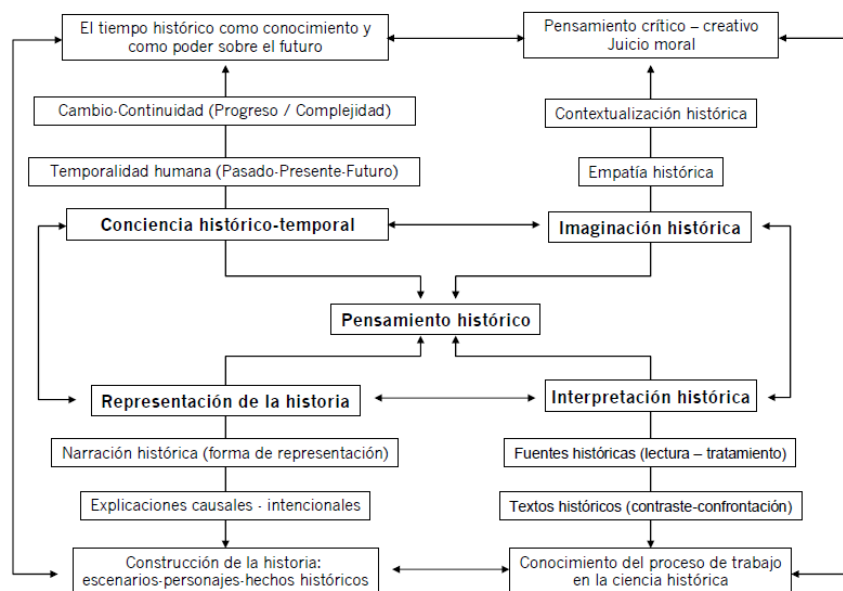 El tiempo histórico como conocimiento y
como poder sobre el futuro
Pensamiento crítico – creativo
Juicio moral
Cambio-Continuidad (Progreso / Complejidad)
Contextualización histórica
Temporalidad humana (Pasado-Presente-Futuro)
Empatía histórica
Conciencia histórico-temporal
Imaginación histórica
Pensamiento histórico
Representación de la historia
Interpretación histórica
Narración histórica (forma de representación)
Fuentes históricas (lectura – tratamiento)
Explicaciones causales - intencionales
Textos históricos (contraste-confrontación)
Construcción de la historia:
escenarios-personajes-hechos históricos
Conocimiento del proceso de trabajo
en la ciencia histórica